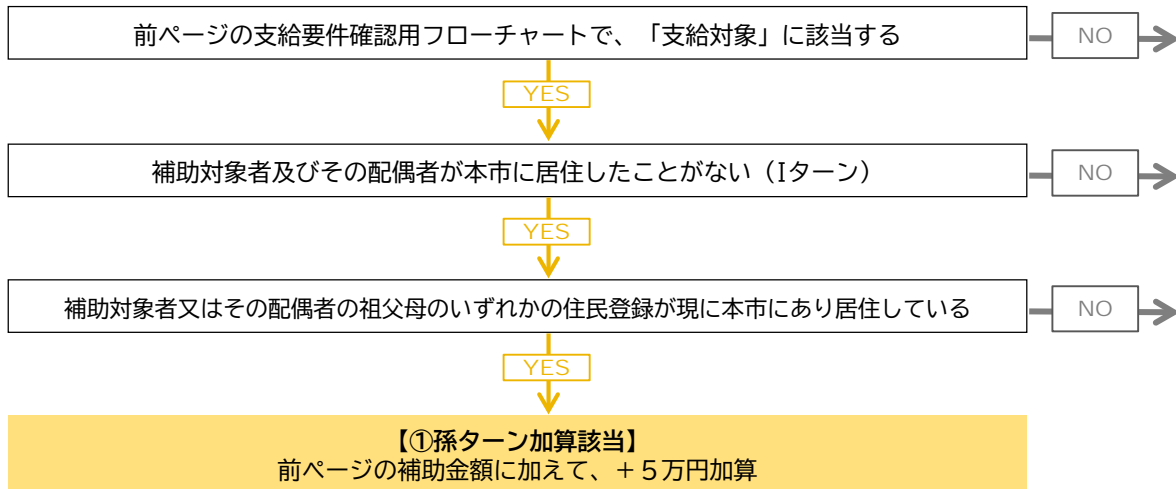 前ページの支給要件確認用フローチャートで、「支給対象」に該当する
NO
YES
補助対象者及びその配偶者が本市に居住したことがない（Iターン）
NO
YES
補助対象者又はその配偶者の祖父母のいずれかの住民登録が現に本市にあり居住している
NO
YES
【①孫ターン加算該当】
前ページの補助金額に加えて、＋５万円加算